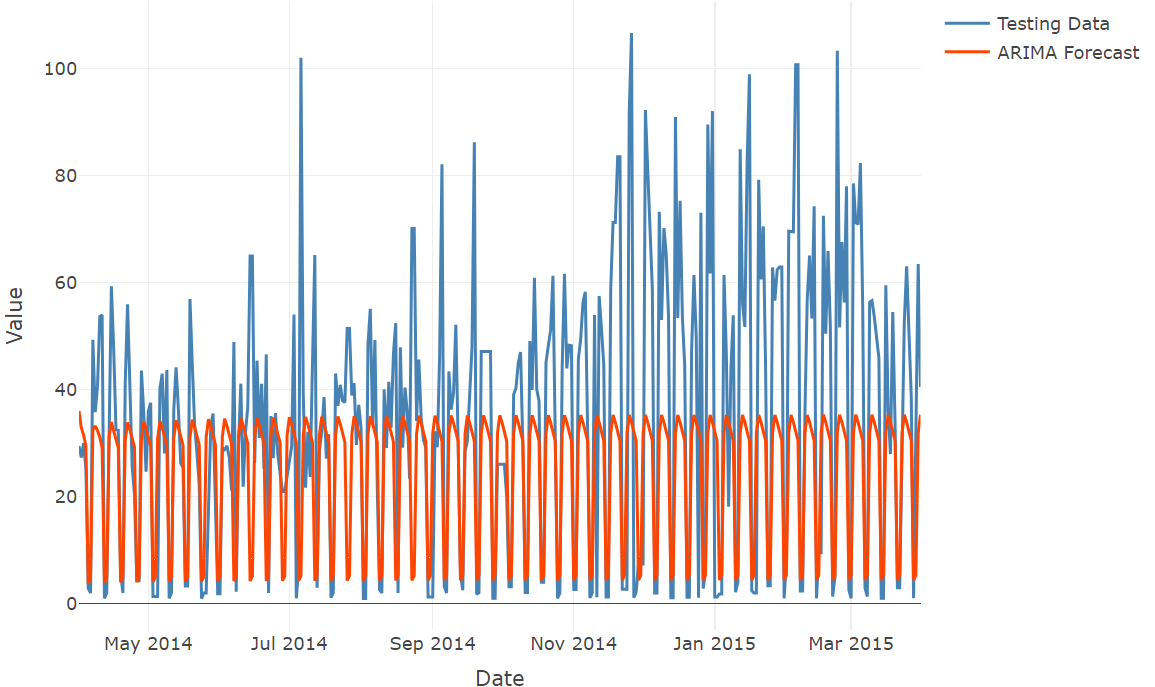 Testing Data
ARIMA Forecast
100
80
60
40
20
0
Value
May 2014
Jul 2014
Sep 2014
Nov 2014
Jan 2015
Mar 2015
Date